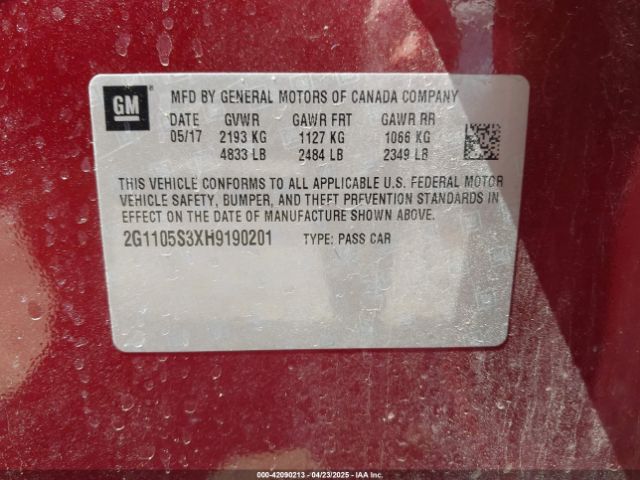 GM ®
MFD BY GENERAL MOTORS OF CANADA COMPANY
DATE GVWR GAWR FRT GAWR RR
05/17 2193 KG 1127 KG 1066 KG
4833 LB 2484 LB 2349 LB
THIS VEHICLE CONFORMS TO ALL APPLICABLE U.S. FEDERAL MOTOR
VEHICLE SAFETY, BUMPER, AND THEFT PREVENTION STANDARDS IN
EFFECT ON THE DATE OF MANUFACTURE SHOWN ABOVE.
2G1105S3XH9190201 TYPE: PASS CAR
000-42090213 - 04/23/2025 - IAAI.COM